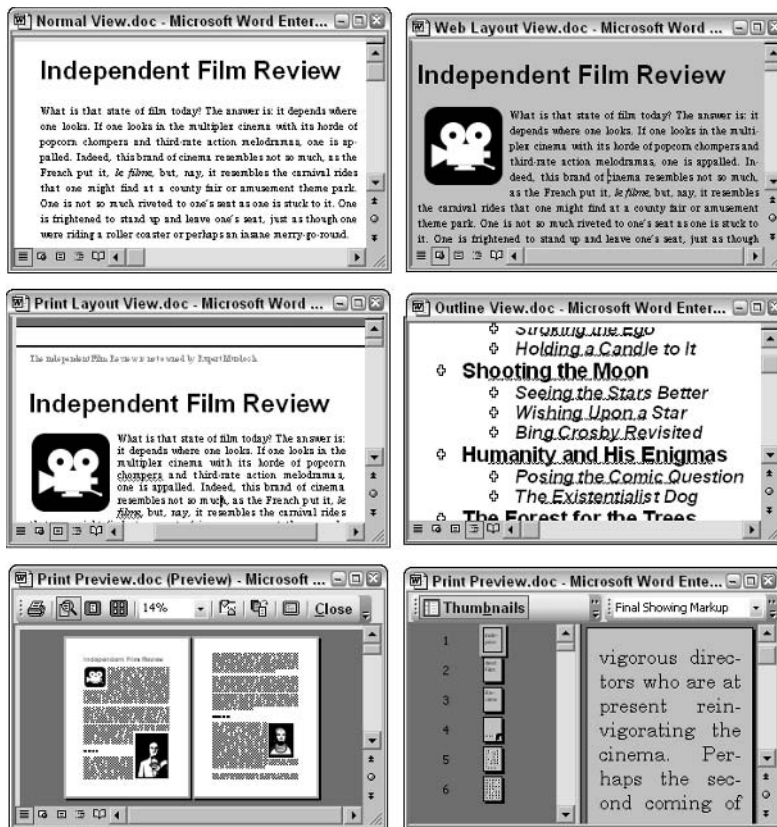 Normal View.doc - Microsoft Word Enter...
Independent Film Review
What is that state of film today? The answer is: it depends where
one looks. If one looks in the multiplex cinema with its horde of
popcorn chompers and third-rate action melodramas, one is ap-
palled. Indeed, this brand of cinema resembles not so much, as the
French put it, le filme, but, nay, it resembles the carnival rides
that one might find at a county fair or amusement theme park.
One is not so much riveted to one's seat as one is stuck to it. One
is frightened to stand up and leave one's seat, just as though one
were riding a roller coaster or perhaps an insane merry-go-round.
Web Layout View.doc - Microsoft Word ...
Independent Film Review
What is that state of film today? The answer is: it
depends where one looks. If one looks in the multi-
plex cinema with its horde of popcorn chompers and
third-rate action melodramas, one is appalled. In-
deed, this brand of cinema resembles not so much,
as the French put it, le filme, but, nay, it resembles
the carnival rides that one might find at a county fair or amusement
theme park. One is not so much riveted to one's seat as one is stuck to
it. One is frightened to stand up and leave one's seat, just as though
Print Layout View.doc - Microsoft Word ...
The Independent Film Review is not owned by Rupert Murdoch.
Independent Film Review
What is that state of film today? The answer is:
it depends where one looks. If one looks in the
multiplex cinema with its horde of popcorn
chompers and third-rate action melodramas,
one is appalled. Indeed, this brand of cinema
resembles not so much, as the French put it, le
filme, but, nay, it resembles the carnival rides
Outline View.doc - Microsoft Word Enter...
Stroking the Ego
Holding a Candle to It
Shooting the Moon
Seeing the Stars Better
Wishing Upon a Star
Bing Crosby Revisited
Humanity and His Enigmas
Posing the Comic Question
The Existentialist Dog
The Forest for the Trees
Print Preview.doc (Preview) - Microsoft ...
14% Close
Independent Film Review
Print Preview.doc - Microsoft Word Ente...
Thumbnails Final Showing Markup
1
2
3
4
5
6
vigorous direc-
tors who are at
present rein-
vigorating the
cinema. Per-
haps the sec-
ond coming of